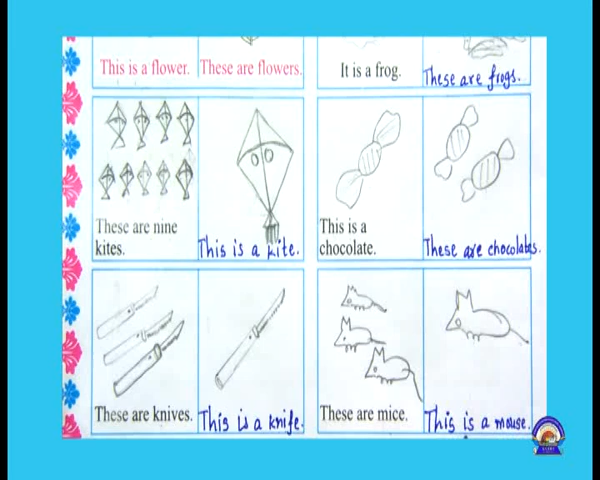 This is a flower. These are flowers.
It is a frog. These are frogs.
These are nine
kites.
This is a kite.
This is a
chocolate.
These are chocolates.
These are knives. This is a knife.
These are mice. This is a mouse.